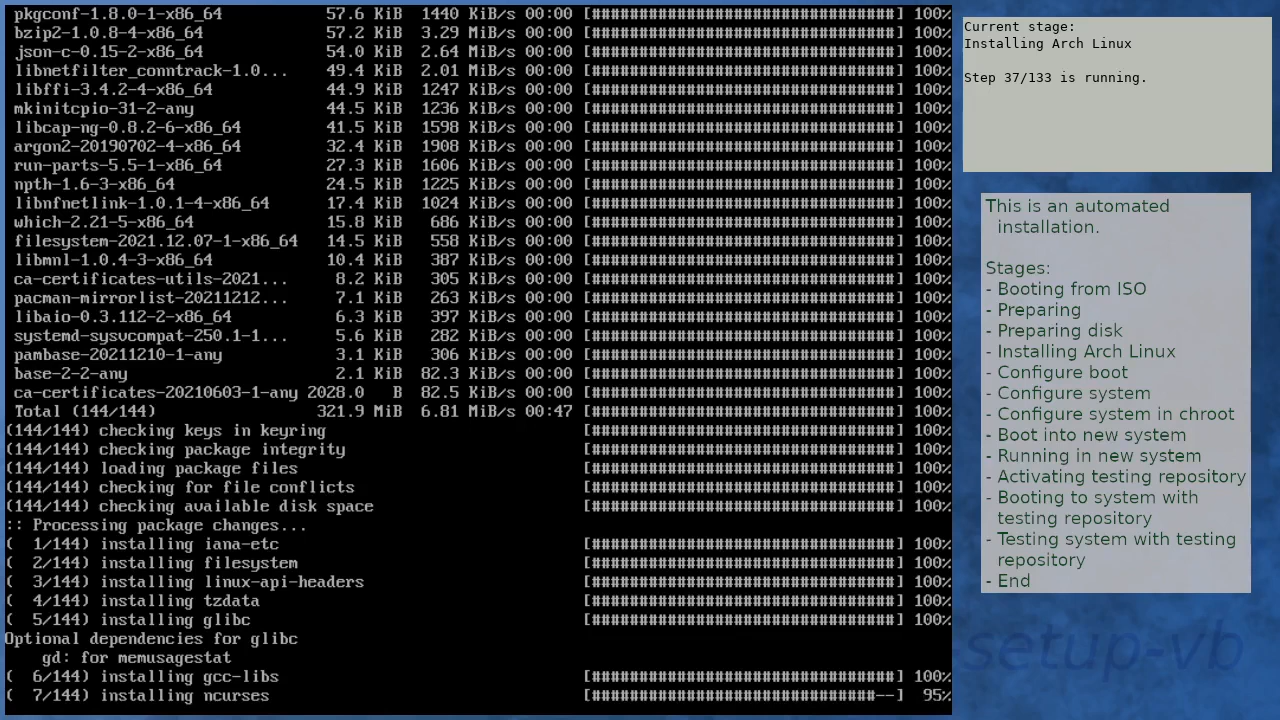 pkgconf-1.8.0-1-x86_64 57.6 KiB 1440 KiB/s 00:00 [################################] 100%
bzip2-1.0.8-4-x86_64 57.2 KiB 3.29 MiB/s 00:00 [################################] 100%
json-c-0.15-2-x86_64 54.0 KiB 2.64 MiB/s 00:00 [################################] 100%
libnetfilter_conntrack-1.0... 49.4 KiB 2.01 MiB/s 00:00 [################################] 100%
libffi-3.4.2-4-x86_64 44.9 KiB 1247 KiB/s 00:00 [################################] 100%
mkinitcpio-31-2-any 44.5 KiB 1236 KiB/s 00:00 [################################] 100%
libcap-ng-0.8.2-6-x86_64 41.5 KiB 1598 KiB/s 00:00 [################################] 100%
argon2-20190702-4-x86_64 32.4 KiB 1908 KiB/s 00:00 [################################] 100%
run-parts-5.5-1-x86_64 27.3 KiB 1606 KiB/s 00:00 [################################] 100%
npth-1.6-3-x86_64 24.5 KiB 1225 KiB/s 00:00 [################################] 100%
libnfnetlink-1.0.1-4-x86_64 17.4 KiB 1024 KiB/s 00:00 [################################] 100%
which-2.21-5-x86_64 15.8 KiB 686 KiB/s 00:00 [################################] 100%
filesystem-2021.12.07-1-x86_64 14.5 KiB 558 KiB/s 00:00 [################################] 100%
libmnl-1.0.4-3-x86_64 10.4 KiB 387 KiB/s 00:00 [################################] 100%
ca-certificates-utils-2021... 8.2 KiB 305 KiB/s 00:00 [################################] 100%
pacman-mirrorlist-20211212... 7.1 KiB 263 KiB/s 00:00 [################################] 100%
libaio-0.3.112-2-x86_64 6.3 KiB 397 KiB/s 00:00 [################################] 100%
systemd-sysvcompat-250.1-1... 5.6 KiB 282 KiB/s 00:00 [################################] 100%
pambase-20211210-1-any 3.1 KiB 306 KiB/s 00:00 [################################] 100%
base-2-2-any 2.1 KiB 82.3 KiB/s 00:00 [################################] 100%
ca-certificates-20210603-1-any 2028.0 B 82.5 KiB/s 00:00 [################################] 100%
Total (144/144) 321.9 MiB 6.81 MiB/s 00:47 [################################] 100%
(144/144) checking keys in keyring [################################] 100%
(144/144) checking package integrity [################################] 100%
(144/144) loading package files [################################] 100%
(144/144) checking for file conflicts [################################] 100%
(144/144) checking available disk space [################################] 100%
:: Processing package changes...
( 1/144) installing iana-etc [################################] 100%
( 2/144) installing filesystem [################################] 100%
( 3/144) installing linux-api-headers [################################] 100%
( 4/144) installing tzdata [################################] 100%
( 5/144) installing glibc [################################] 100%
Optional dependencies for glibc
gd: for memusagestat
( 6/144) installing gcc-libs [################################] 100%
( 7/144) installing ncurses [##############################--] 95%
Current stage:
Installing Arch Linux
Step 37/133 is running.
This is an automated
installation.
Stages:
- Booting from ISO
- Preparing
- Preparing disk
- Installing Arch Linux
- Configure boot
- Configure system
- Configure system in chroot
- Boot into new system
- Running in new system
- Activating testing repository
- Booting to system with
testing repository
- Testing system with testing
repository
- End
setup-vb